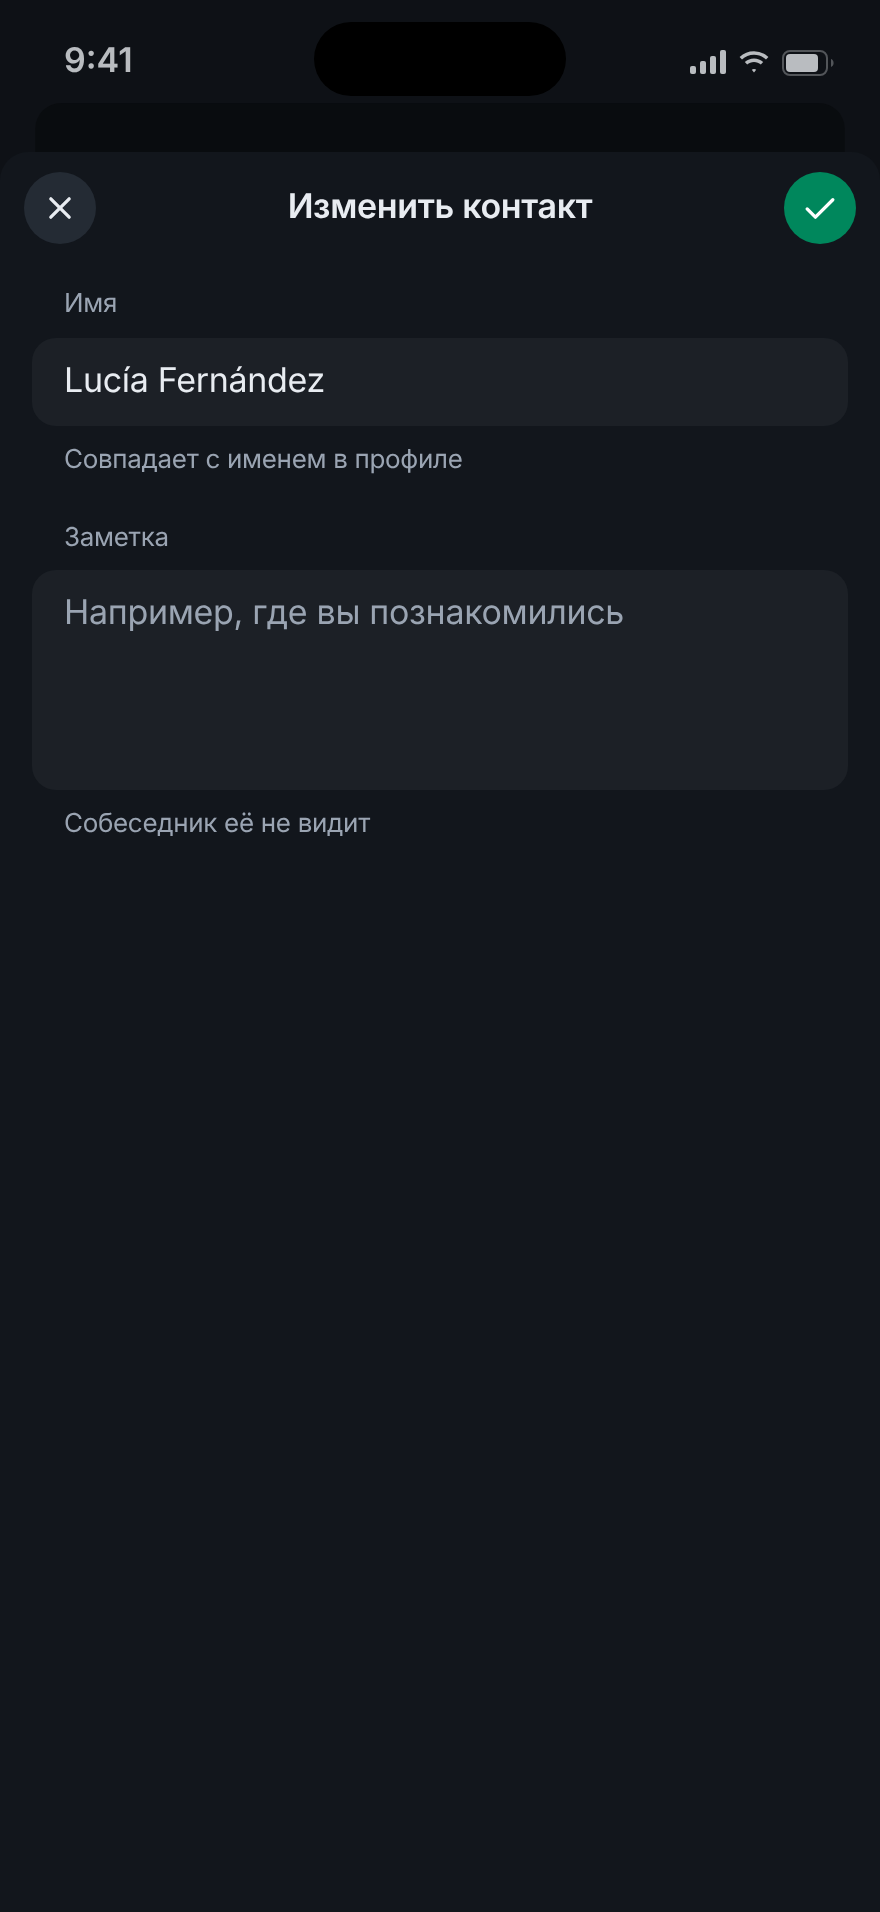 9:41
Изменить контакт
Имя
Lucía Fernández
Совпадает с именем в профиле
Заметка
Например, где вы познакомились
Собеседник её не видит